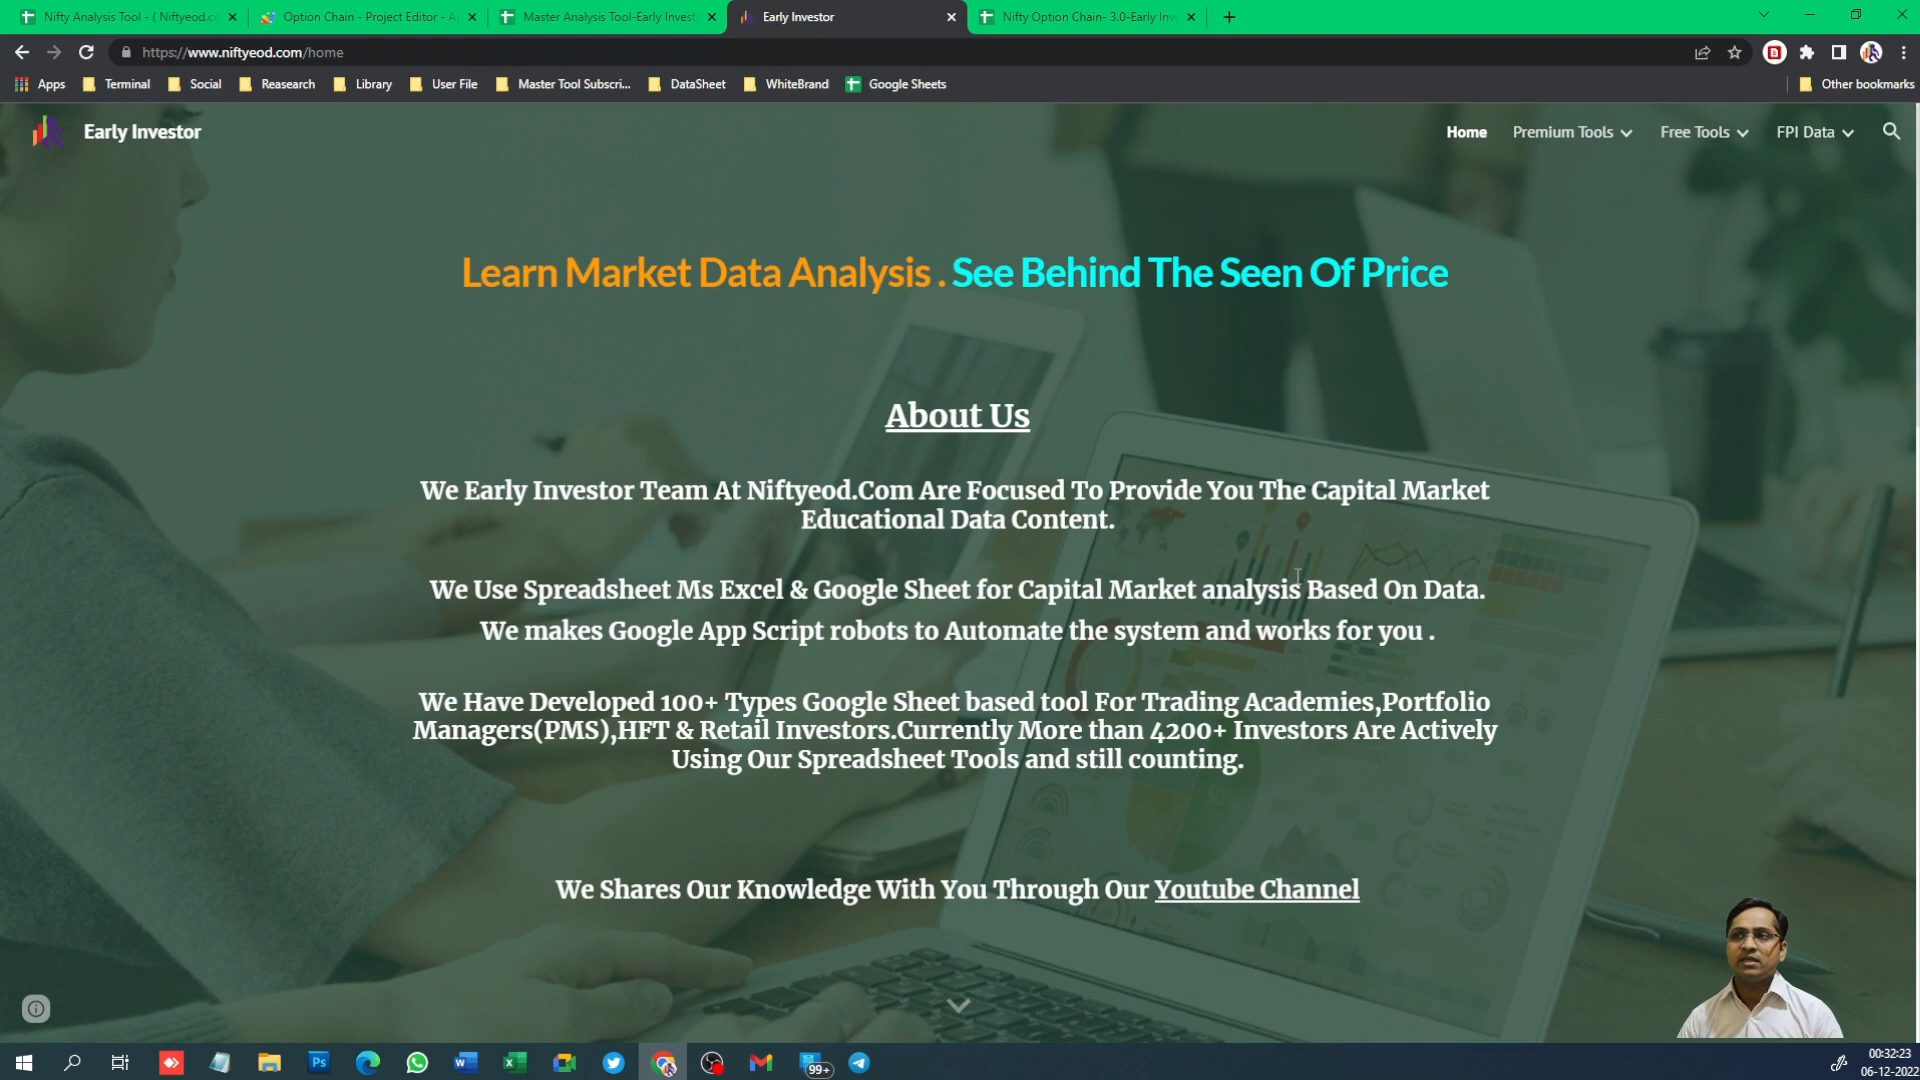 Nifty Analysis Tool - ( Niftyeod.co
Option Chain - Project Editor - A
Master Analysis Tool-Early Invest
Early Investor
Nifty Option Chain- 3.0-Early Inv
https://www.niftyeod.com/home
Apps
Terminal
Social
Reasearch
Library
User File
Master Tool Subscri...
DataSheet
WhiteBrand
Google Sheets
Other bookmarks
Early Investor
Home
Premium Tools
Free Tools
FPI Data
Learn Market Data Analysis . See Behind The Seen Of Price
About Us
We Early Investor Team At Niftyeod.Com Are Focused To Provide You The Capital Market
Educational Data Content.
We Use Spreadsheet Ms Excel & Google Sheet for Capital Market analysis Based On Data.
We makes Google App Script robots to Automate the system and works for you .
We Have Developed 100+ Types Google Sheet based tool For Trading Academies,Portfolio
Managers(PMS),HFT & Retail Investors.Currently More than 4200+ Investors Are Actively
Using Our Spreadsheet Tools and still counting.
We Shares Our Knowledge With You Through Our Youtube Channel
Ps
99+
00:32:23
06-12-2022